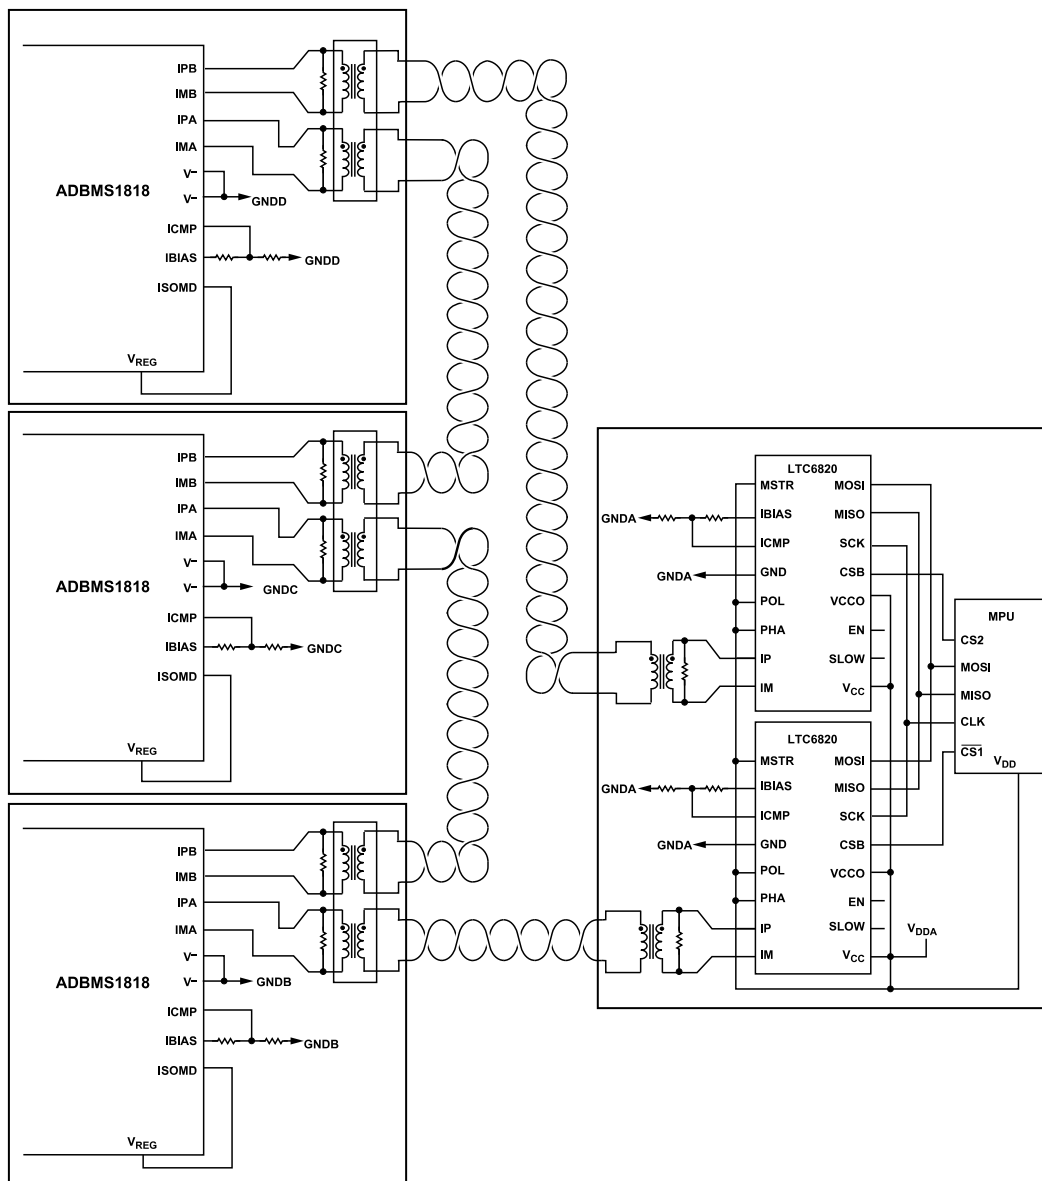 IPB
IMB
IPA
IMA
ADBMS1818
V–
V–
GNDD
ICMP
IBIAS
GNDD
ISOMD
VREG
IPB
IMB
IPA
IMA
V–
ADBMS1818
V–
GNDC
ICMP
IBIAS
GNDC
ISOMD
VREG
IPB
IMB
IPA
IMA
V–
ADBMS1818
V–
GNDB
ICMP
IBIAS
GNDB
ISOMD
VREG
LTC6820
MSTR
MOSI
GNDA
IBIAS
MISO
ICMP
SCK
GNDA
GND
CSB
POL
VCCO
PHA
EN
IP
SLOW
IM
VCC
MPU
CS2
MOSI
MISO
CLK
CS1
VDD
LTC6820
MSTR
MOSI
GNDA
IBIAS
MISO
ICMP
SCK
GNDA
GND
CSB
POL
VCCO
PHA
EN
IP
SLOW
IM
VCC
VDDA